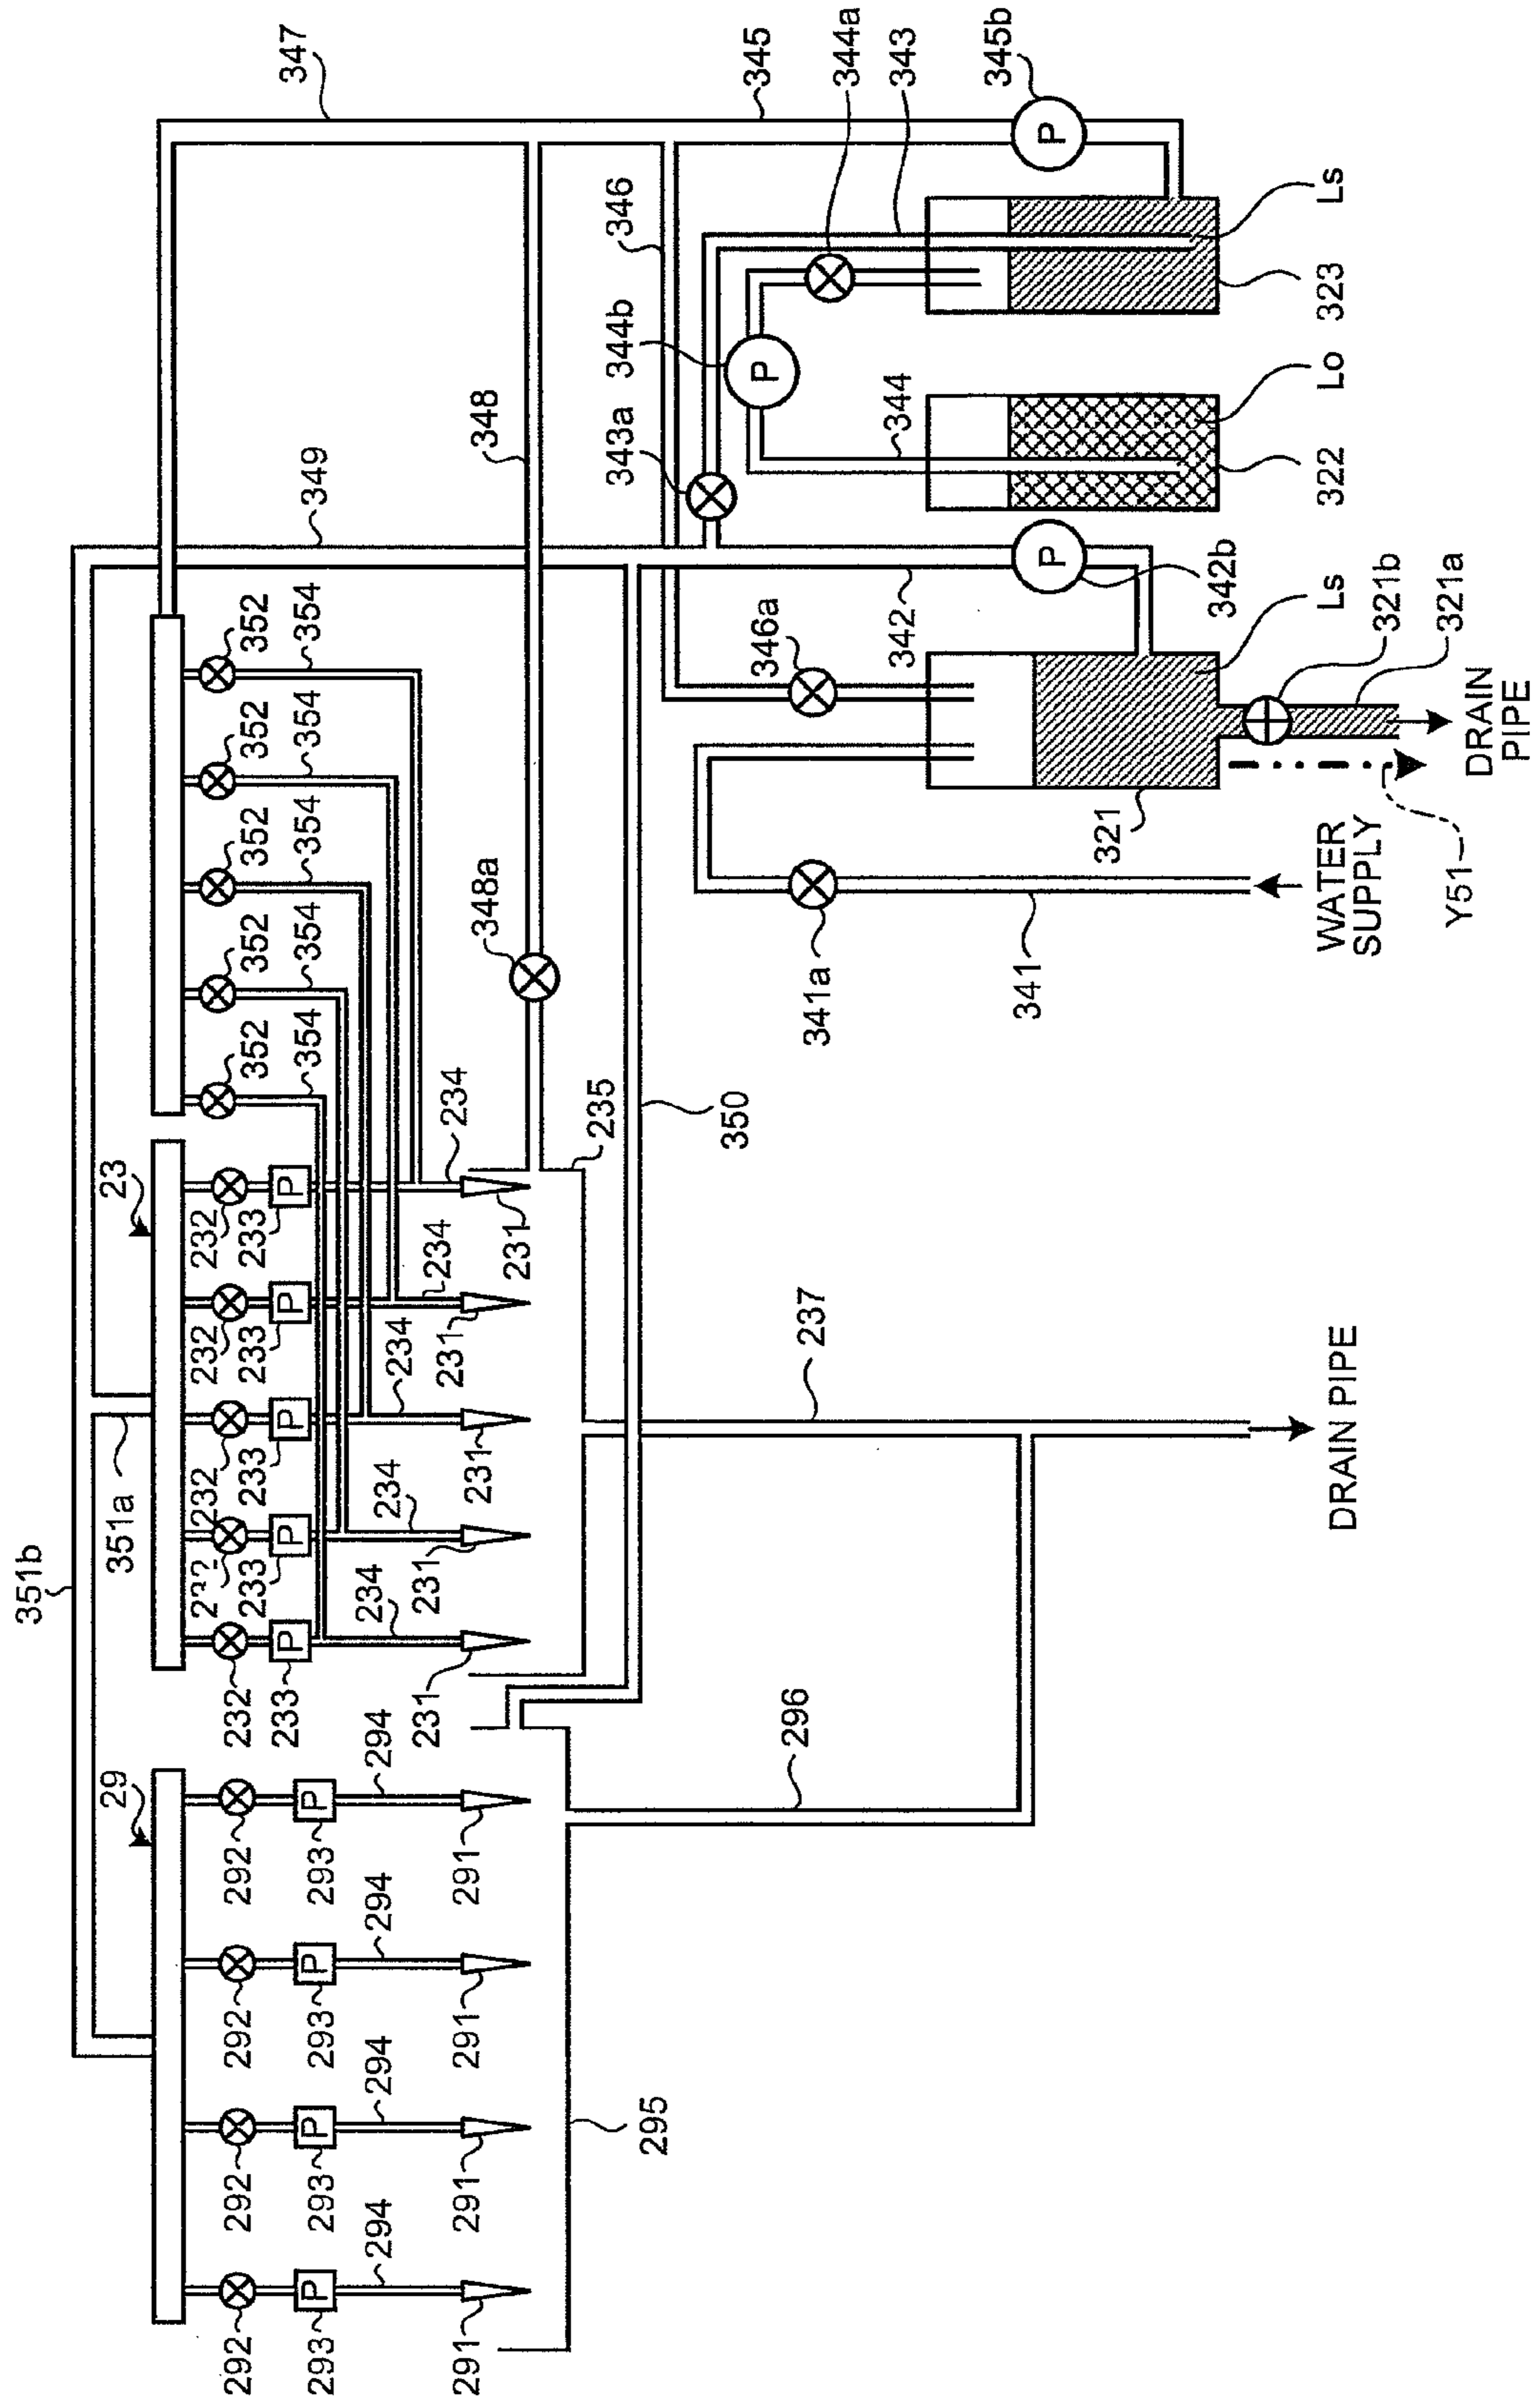 351b
29
351a
23
292
292
292
292
232
232
232
232
232
352
352
352
352
352
347
P
P
P
P
P
P
P
P
P
293
293
293
293
233
233
233
233
233
354
354
354
354
354
349
294
294
294
294
234
234
234
234
234
291
291
291
291
231
231
231
231
231
348a
348
235
295
350
343a
344b
346
346a
P
345
296
237
341a
344a
342
344
343
341
321
P
P
345b
342b
WATER
SUPPLY
Ls
322
Lo
323
Ls
DRAIN PIPE
321b
321a
Y51
DRAIN
PIPE